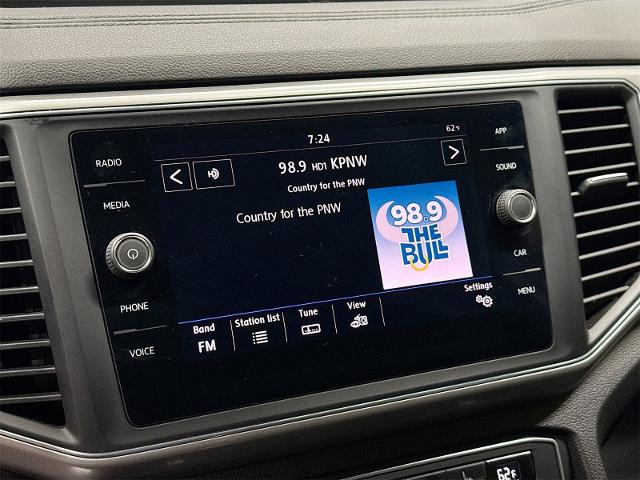 7:24
62°F
98.9 HD1 KPNW
Country for the PNW
Country for the PNW
98.9
THE
BULL
Settings
Band
FM
Station list
Tune
View
RADIO
MEDIA
PHONE
VOICE
APP
SOUND
CAR
MENU
62°F